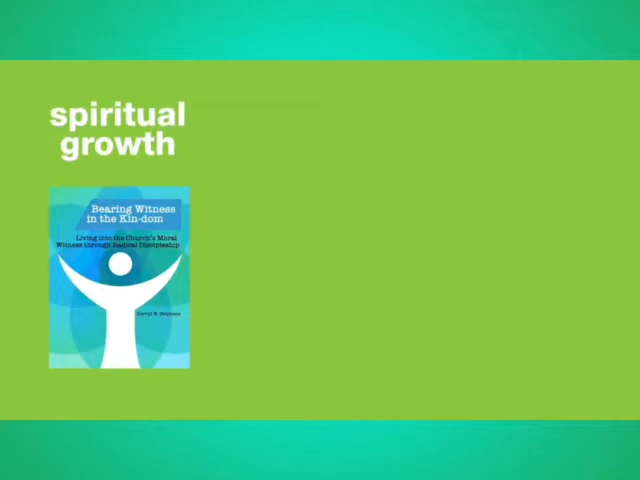 spiritual
growth
Bearing Witness
in the Kin-dom
Living into the Church's Moral
Witness through Radical Discipleship
Darryl W. Stephens